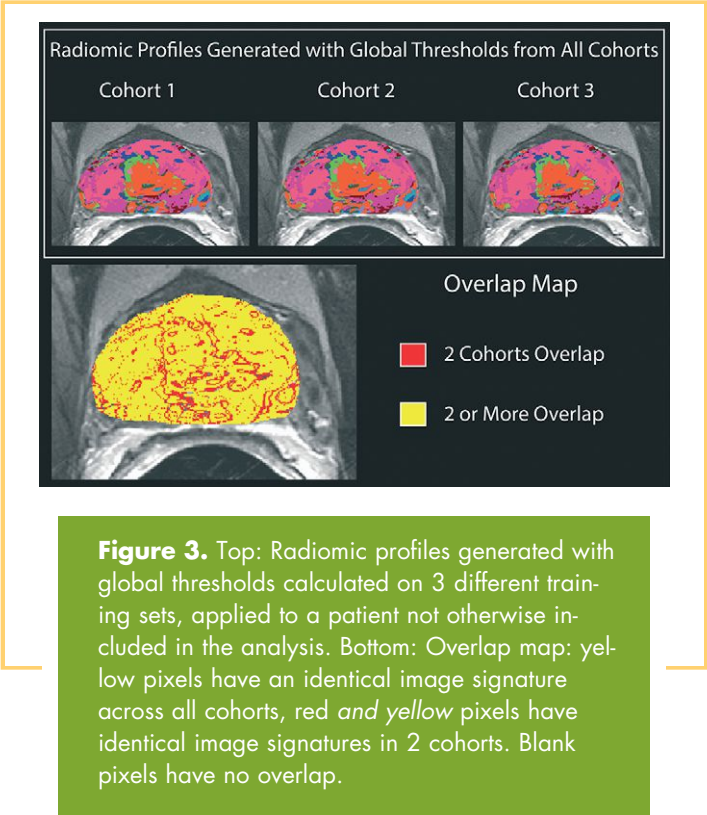 Radiomic Profiles Generated with Global Thresholds from All Cohorts
Cohort 1 Cohort 2 Cohort 3
Overlap Map
2 Cohorts Overlap
2 or More Overlap
Figure 3. Top: Radiomic profiles generated with
global thresholds calculated on 3 different train-
ing sets, applied to a patient not otherwise in-
cluded in the analysis. Bottom: Overlap map: yel-
low pixels have an identical image signature
across all cohorts, red and yellow pixels have
identical image signatures in 2 cohorts. Blank
pixels have no overlap.